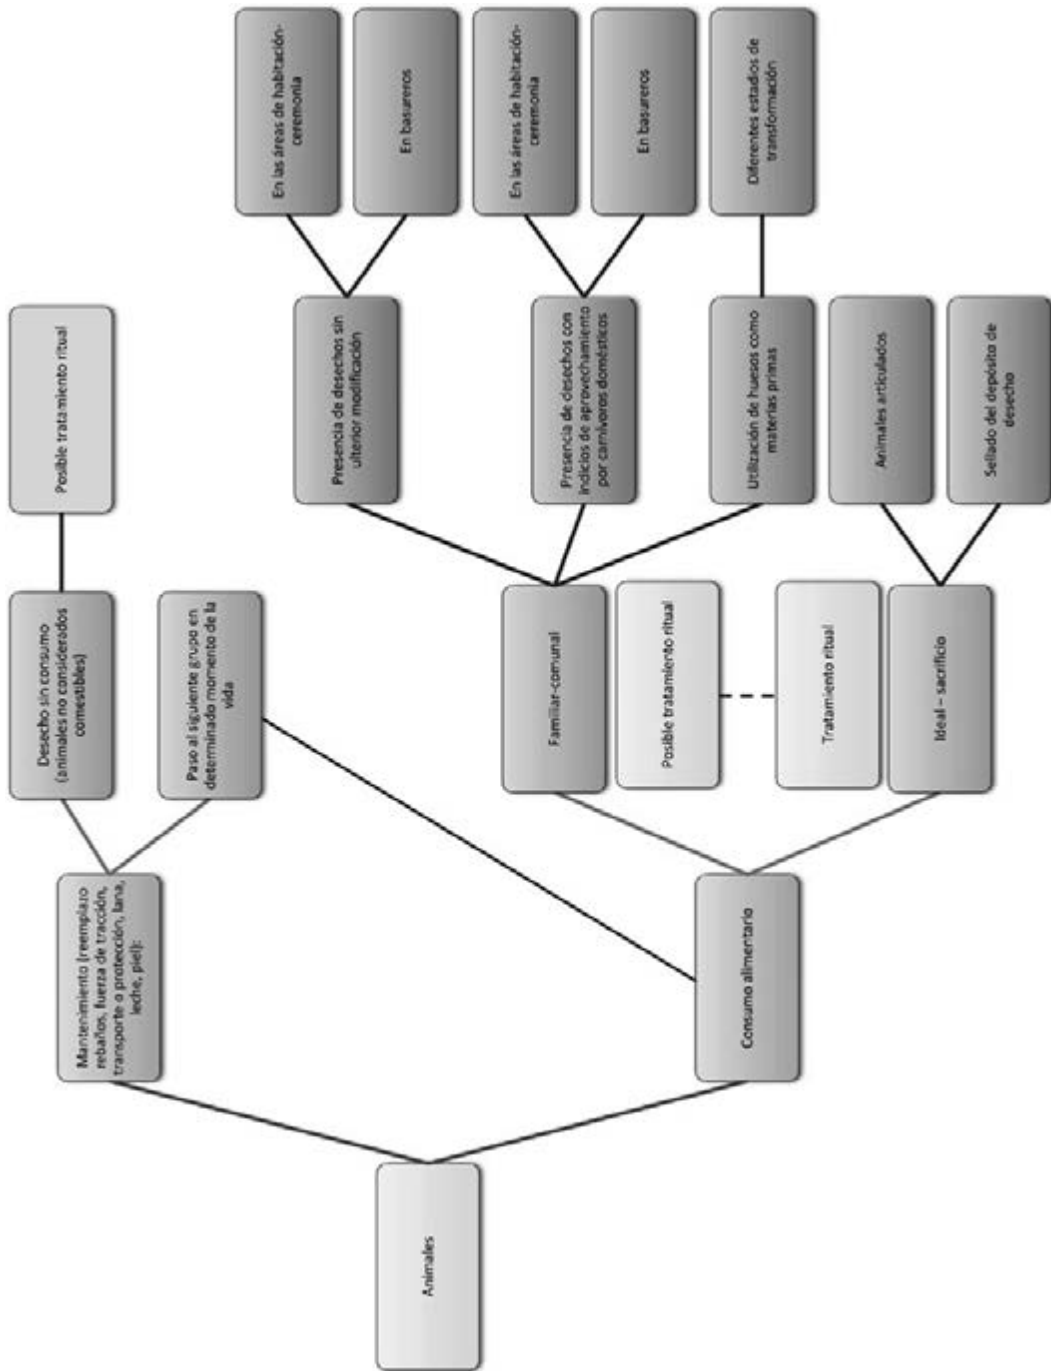 Animales
Mantenimiento (reemplazo
rebaños, fuerza de tracción,
transporte o protección, lana,
leche, piel):
Desecho sin consumo
(animales no considerados
comestibles)
Posible tratamiento ritual
Paso al siguiente grupo en
determinado momento de la
vida
Consumo alimentario
Familiar-comunal
Presencia de desechos sin
ulterior modificación
En las áreas de habitación-
ceremonia
En basureros
Presencia de desechos con
indicios de aprovechamiento
por carnívoros domésticos
En las áreas de habitación-
ceremonia
En basureros
Utilización de huesos como
materias primas
Diferentes estadios de
transformación
Posible tratamiento ritual
Tratamiento ritual
Ideal – sacrificio
Animales articulados
Sellado del depósito de
desecho